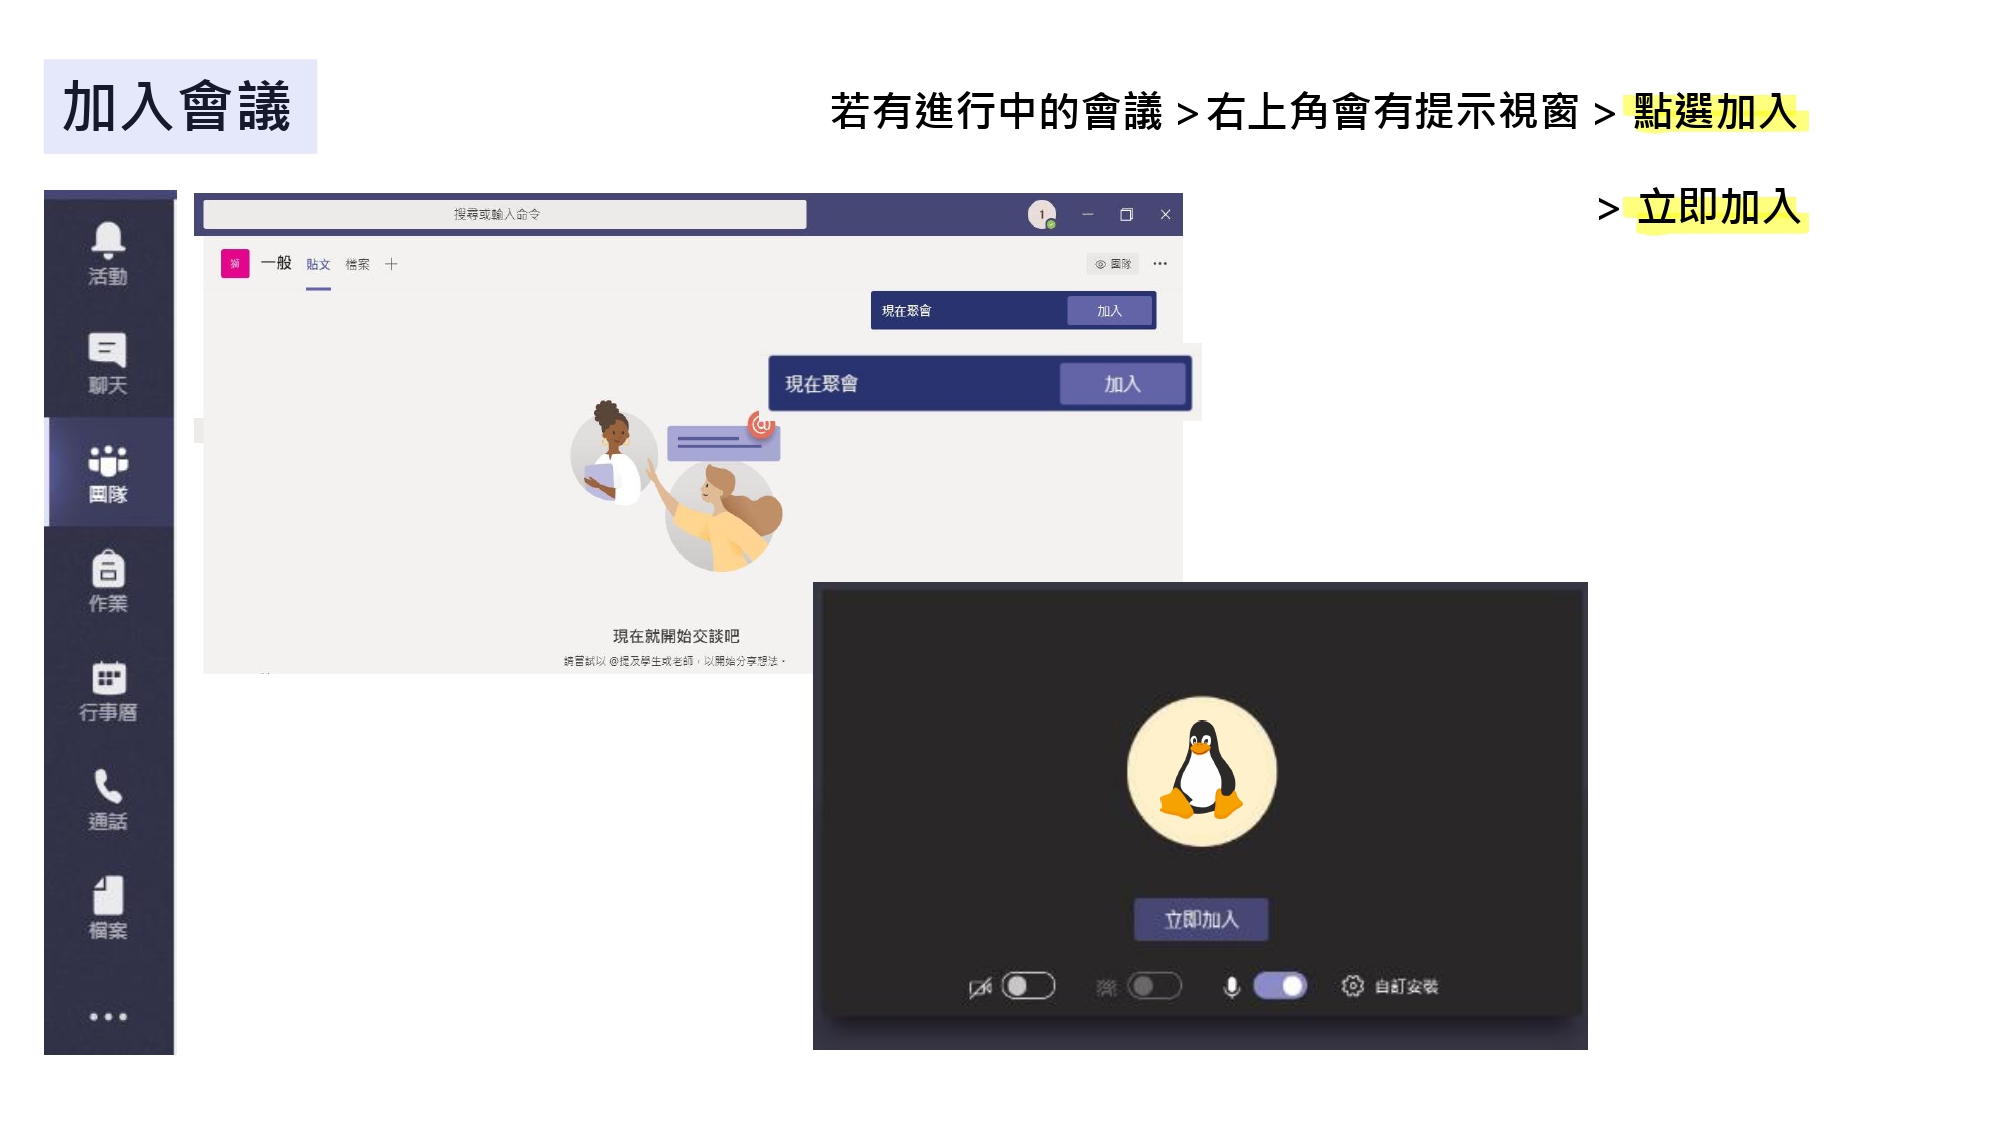 加入會議
若有進行中的會議 > 右上角會有提示視窗 > 點選加入
> 立即加入
活動
聊天
團隊
作業
行事曆
通話
檔案
搜尋或輸入命令
1
一般 貼文 檔案
團隊
現在聚會 加入
現在聚會 加入
@
現在就開始交談吧
請嘗試以 @提及學生或老師，以開始分享想法。
立即加入
自訂安裝